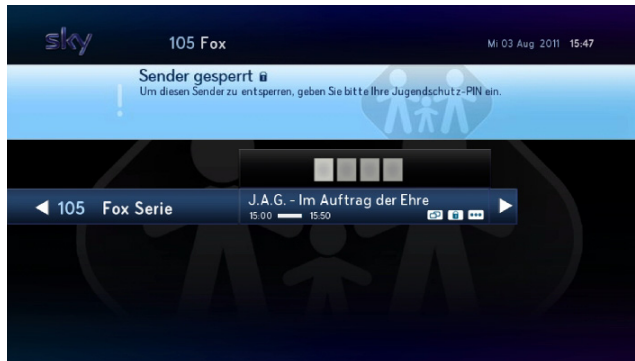 sky 105 Fox Mi 03 Aug 2011 15:47
Sender gesperrt
Um diesen Sender zu entsperren, geben Sie bitte Ihre Jugendschutz-PIN ein.
105 Fox Serie
J.A.G. - Im Auftrag der Ehre
15:00 15:50